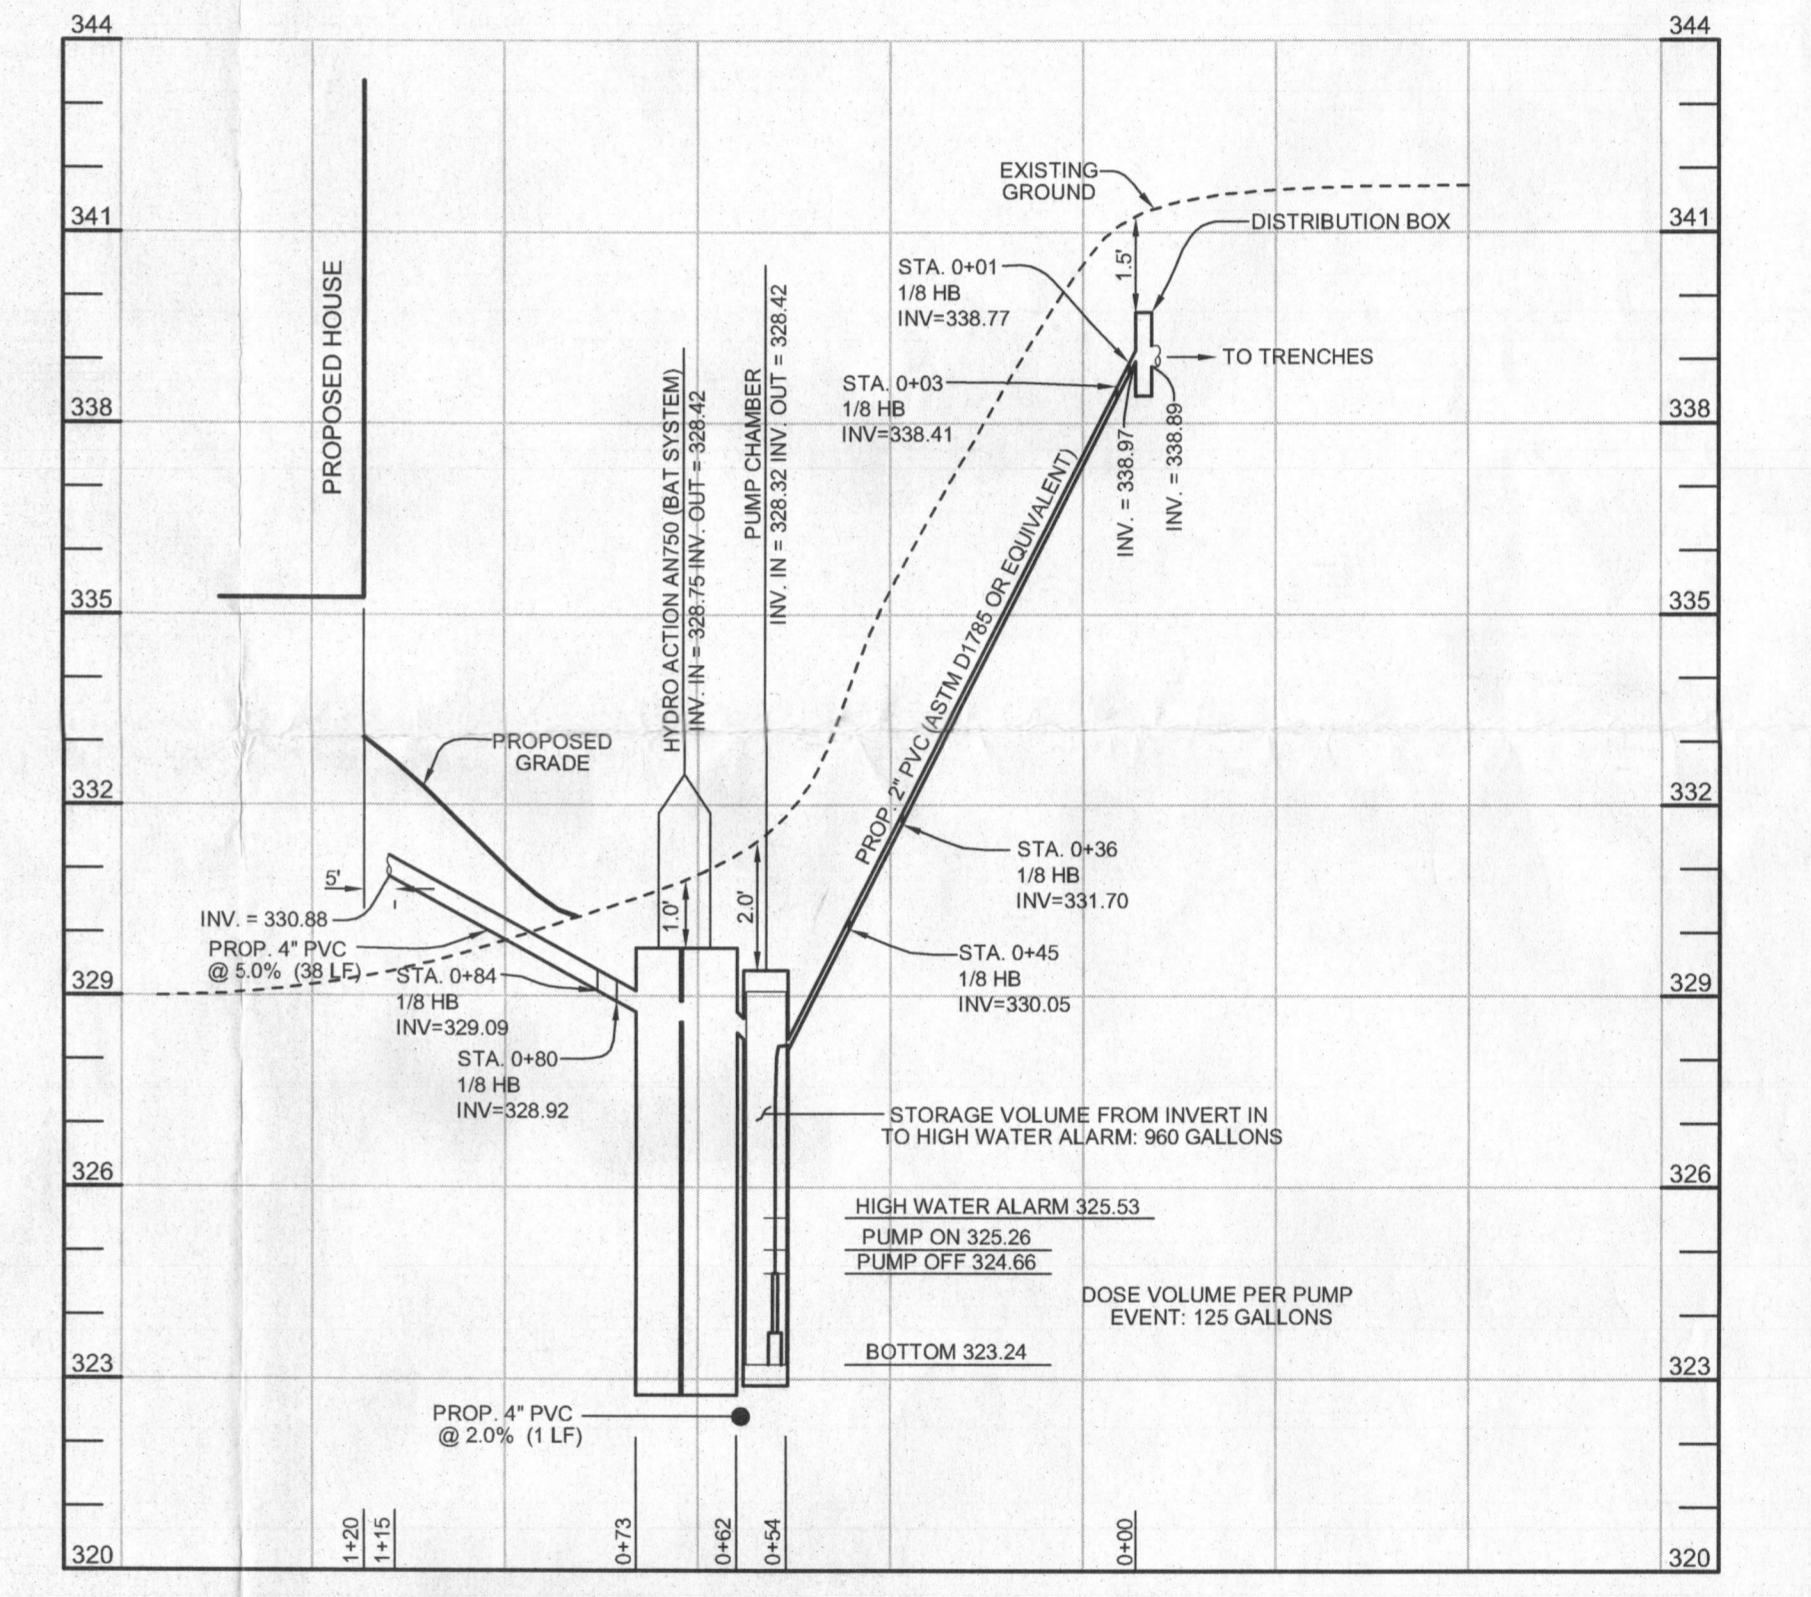 344
344
EXISTING
GROUND
341
341
DISTRIBUTION BOX
1.5'
STA. 0+01
1/8 HB
INV=338.77
PROPOSED HOUSE
TO TRENCHES
STA. 0+03
1/8 HB
INV=338.41
338
338
INV. = 338.97
INV. = 338.89
HYDRO ACTION AN750 (BAT SYSTEM)
INV. IN = 328.75 INV. OUT = 328.42
PUMP CHAMBER
INV. IN = 328.32 INV. OUT = 328.42
PROP. 2" PVC (ASTM D1785 OR EQUIVALENT)
335
335
PROPOSED
GRADE
332
332
STA. 0+36
1/8 HB
INV=331.70
5'
1.0'
2.0'
INV. = 330.88
PROP. 4" PVC
@ 5.0% (38 LF)
STA. 0+45
1/8 HB
INV=330.05
329
329
STA. 0+84
1/8 HB
INV=329.09
STA. 0+80
1/8 HB
INV=328.92
STORAGE VOLUME FROM INVERT IN
TO HIGH WATER ALARM: 960 GALLONS
326
326
HIGH WATER ALARM 325.53
PUMP ON 325.26
PUMP OFF 324.66
DOSE VOLUME PER PUMP
EVENT: 125 GALLONS
BOTTOM 323.24
323
323
PROP. 4" PVC
@ 2.0% (1 LF)
1+20
1+15
0+73
0+62
0+54
0+00
320
320